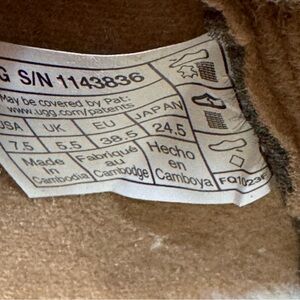 G S/N 1143836
May be covered by Pat.
www.ugg.com/patents
USA UK EU JAPAN
7.5 5.5 38.5 24.5
Made in Cambodia
Fabriqué au Cambodge
Hecho en Camboya